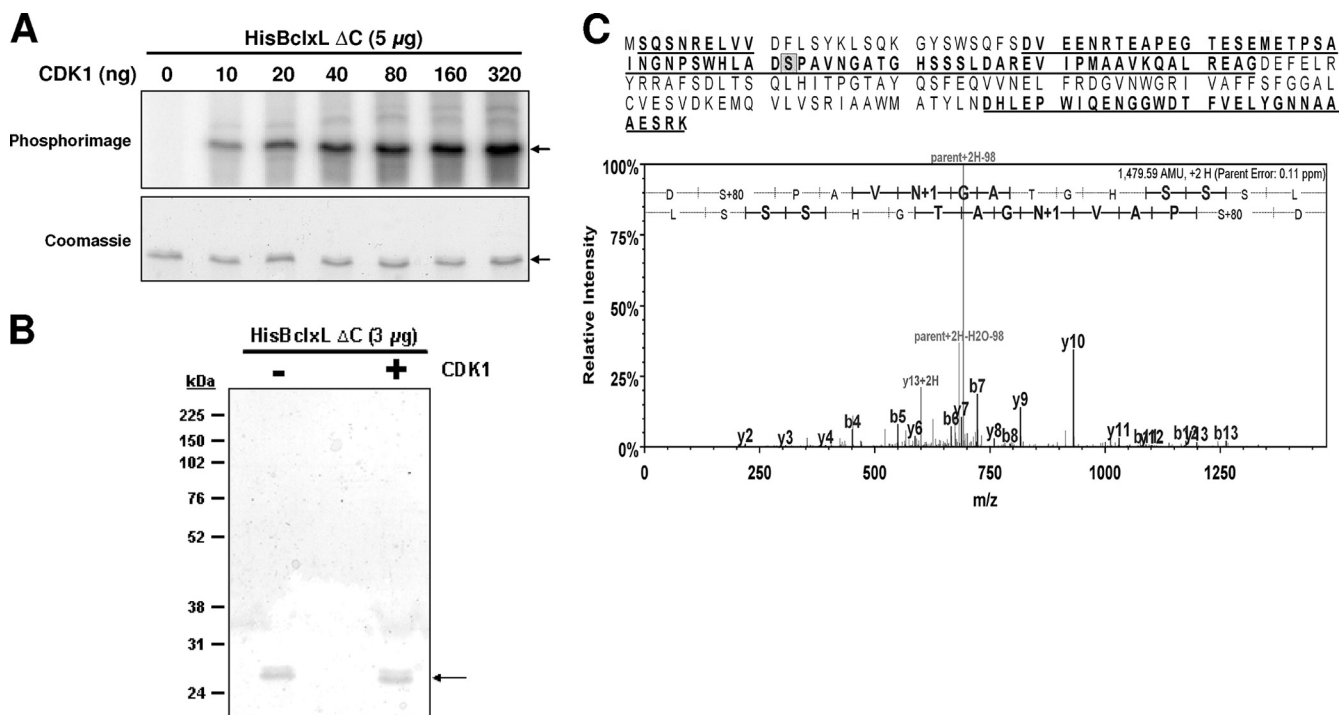 A
HisBclxL ΔC (5 µg)
CDK1 (ng) 0 10 20 40 80 160 320
Phosphorimage
Coomassie
B
HisBclxL ΔC (3 µg)
- + CDK1
kDa
225
150
102
76
52
38
31
24
C
MSQSNRELVV DFLSYKLSQK GYSWSQFSDV EENRTEAPEG TESEMETPSA
INGNPSWHLA DSPAVNGATG HSSSLDAREV IPMAAVKQAL REAGDEFELR
YRRAFSDLTS QLHITPGTAY QSFEQVVNEL FRDGVNWGRI VAFFSFGGAL
CVESVDKEMQ VLVSRIAAWM ATYLNDHLEP WIQENGGWDT FVELYGNNAA
AESRK
parent+2H-98
1,479.59 AMU, +2 H (Parent Error: 0.11 ppm)
D S+80 P A V N+1 G A T G H S S S L
L S S S H G T A G N+1 V A P S+80 D
100%
75%
50%
25%
0%
Relative Intensity
parent+2H-H2O-98
y13+2H
y2 y3 y4 b4 b5 y6 b6 y7 b7 y8 b8 y9 y10 y11 y13 b13
0 250 500 750 1000 1250
m/z